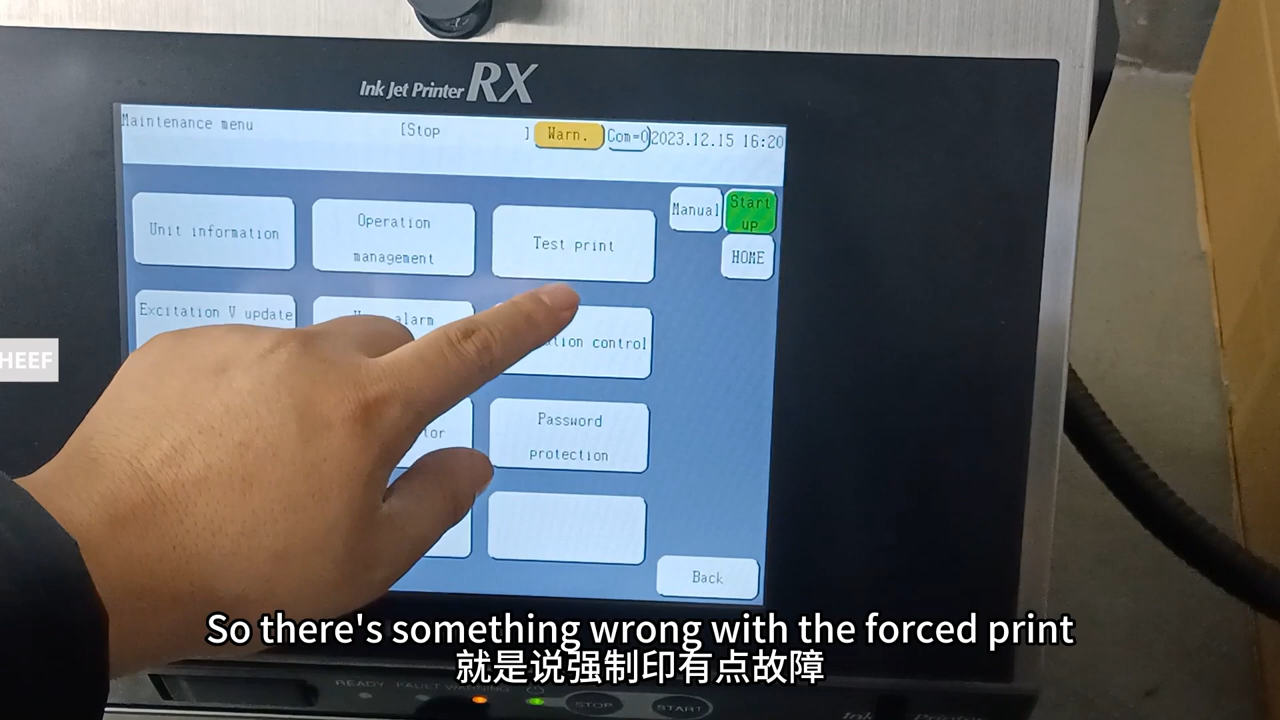 Ink Jet Printer RX
Maintenance menu [Stop ] Warn. Com=0 2023.12.15 16:20
Manual
Start
up
HOME
Unit information
Operation
management
Test print
Excitation V update
alarm
control
Password
protection
Back
HEEF
So there's something wrong with the forced print
就是说强制印有点故障
READY FAULT WARNING
STOP
START